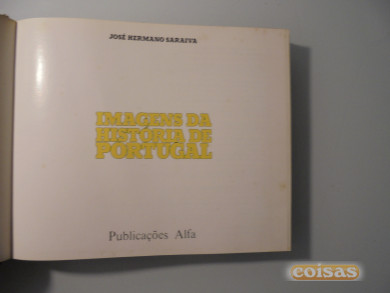 JOSÉ HERMANO SARAIVA
IMAGENS DA
HISTÓRIA DE
PORTUGAL
Publicações Alfa
coisas